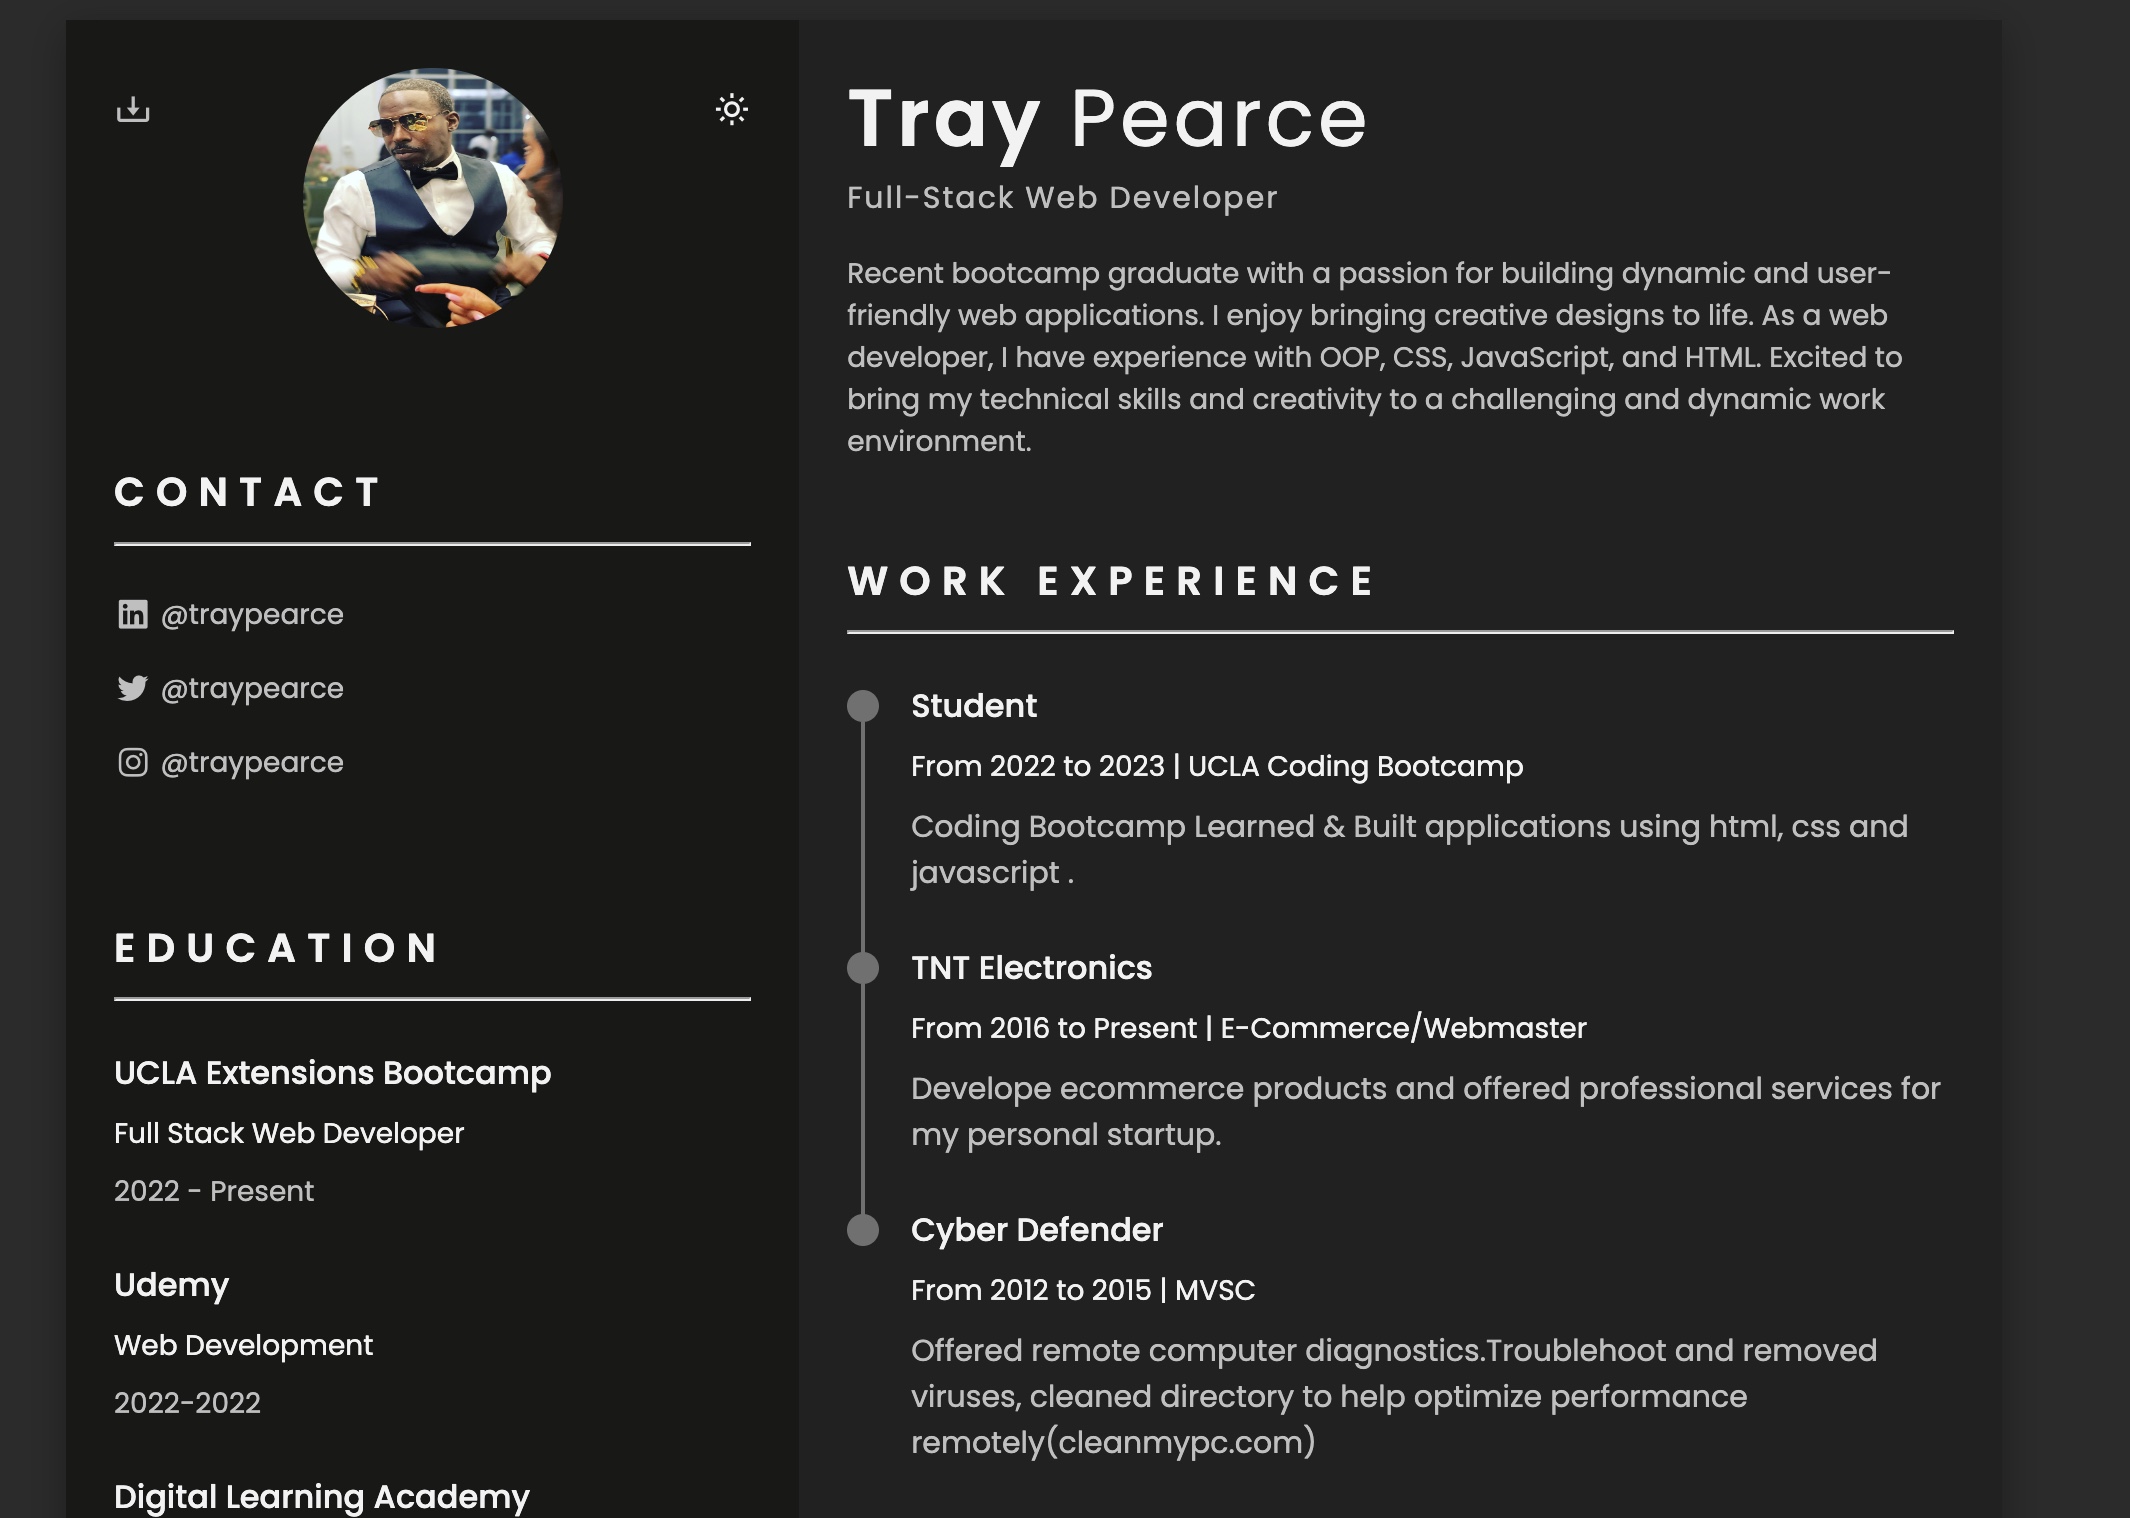 Tray Pearce
Full-Stack Web Developer
Recent bootcamp graduate with a passion for building dynamic and user-
friendly web applications. I enjoy bringing creative designs to life. As a web
developer, I have experience with OOP, CSS, JavaScript, and HTML. Excited to
bring my technical skills and creativity to a challenging and dynamic work
environment.
CONTACT
@traypearce
@traypearce
@traypearce
EDUCATION
UCLA Extensions Bootcamp
Full Stack Web Developer
2022 - Present
Udemy
Web Development
2022-2022
Digital Learning Academy
WORK EXPERIENCE
Student
From 2022 to 2023 | UCLA Coding Bootcamp
Coding Bootcamp Learned & Built applications using html, css and
javascript .
TNT Electronics
From 2016 to Present | E-Commerce/Webmaster
Develope ecommerce products and offered professional services for
my personal startup.
Cyber Defender
From 2012 to 2015 | MVSC
Offered remote computer diagnostics.Troublehoot and removed
viruses, cleaned directory to help optimize performance
remotely(cleanmypc.com)